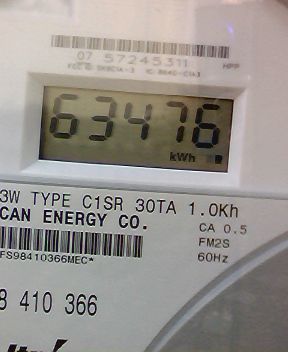 07 57245311
HPP
63476
kWh
3W TYPE C1SR 30TA 1.0Kh
CAN ENERGY CO.
CA 0.5
FM2S
FS98410366MEC*
60Hz
8 410 366